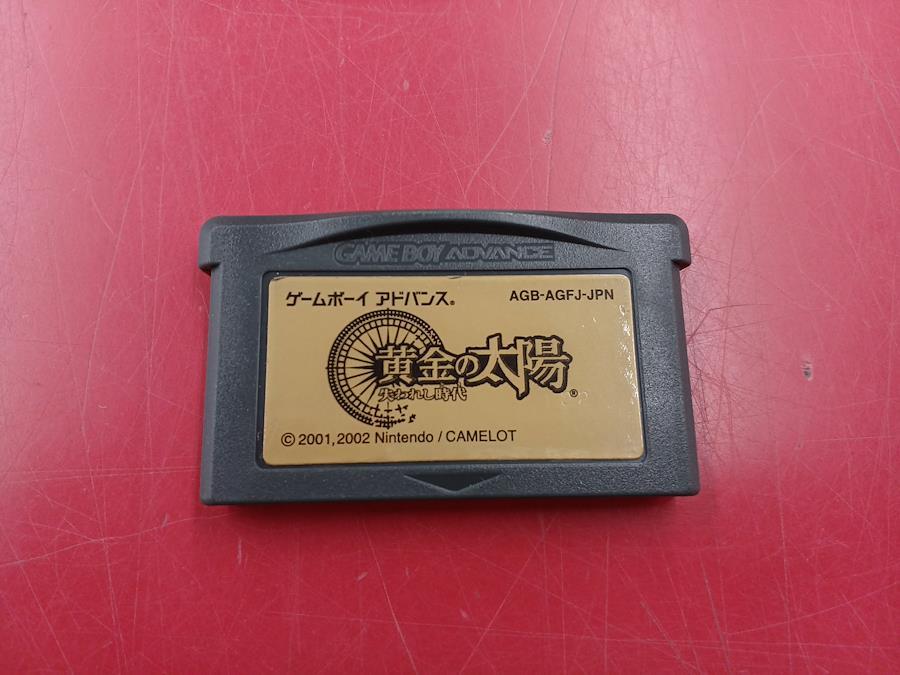 GAME BOY ADVANCE
ゲームボーイ アドバンス®
AGB-AGFJ-JPN
黄金の太陽®
失われし時代
© 2001,2002 Nintendo / CAMELOT